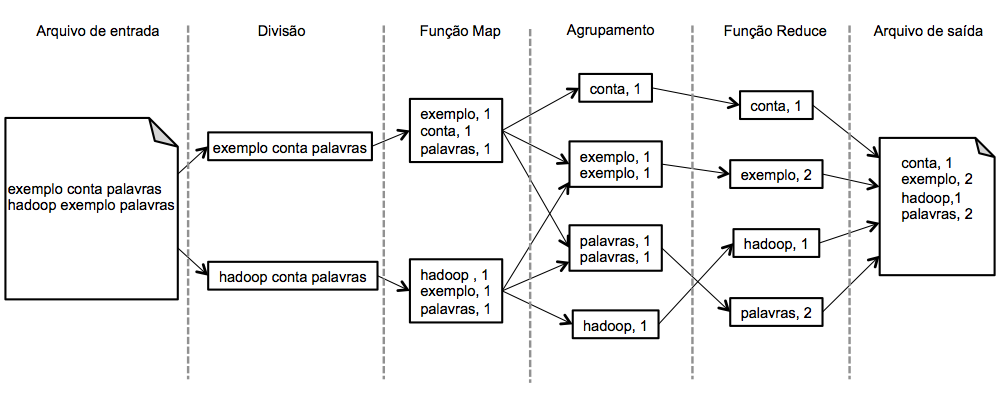 Arquivo de entrada
Divisão
Função Map
Agrupamento
Função Reduce
Arquivo de saída
exemplo conta palavras
hadoop exemplo palavras
exemplo conta palavras
hadoop conta palavras
exemplo, 1
conta, 1
palavras, 1
hadoop , 1
exemplo, 1
palavras, 1
conta, 1
exemplo, 1
exemplo, 1
palavras, 1
palavras, 1
hadoop, 1
conta, 1
exemplo, 2
hadoop, 1
palavras, 2
conta, 1
exemplo, 2
hadoop,1
palavras, 2